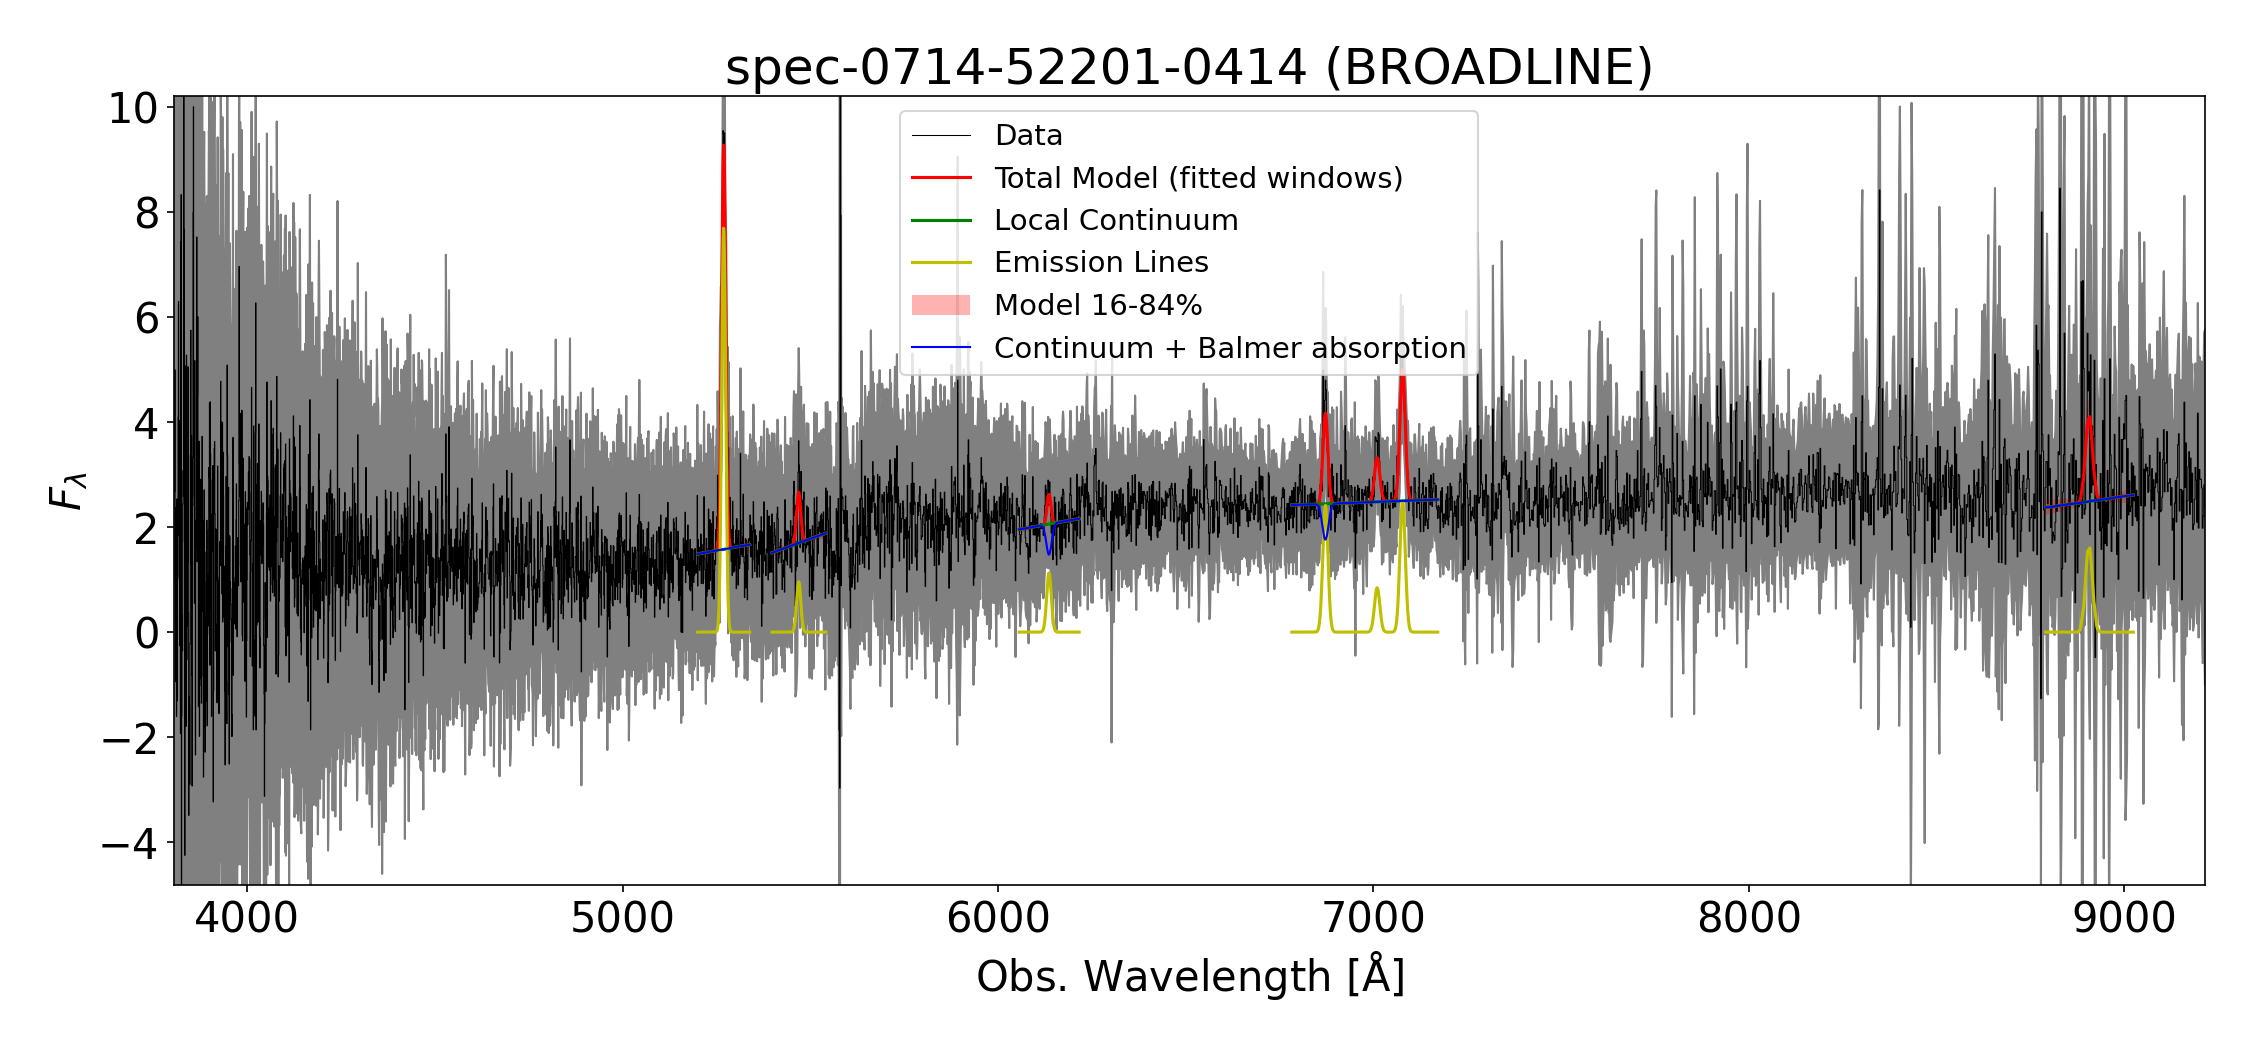 spec-0714-52201-0414 (BROADLINE)
Data
Total Model (fitted windows)
Local Continuum
Emission Lines
Model 16-84%
Continuum + Balmer absorption
10
8
6
4
2
0
−2
−4
Fλ
4000 5000 6000 7000 8000 9000
Obs. Wavelength [Å]